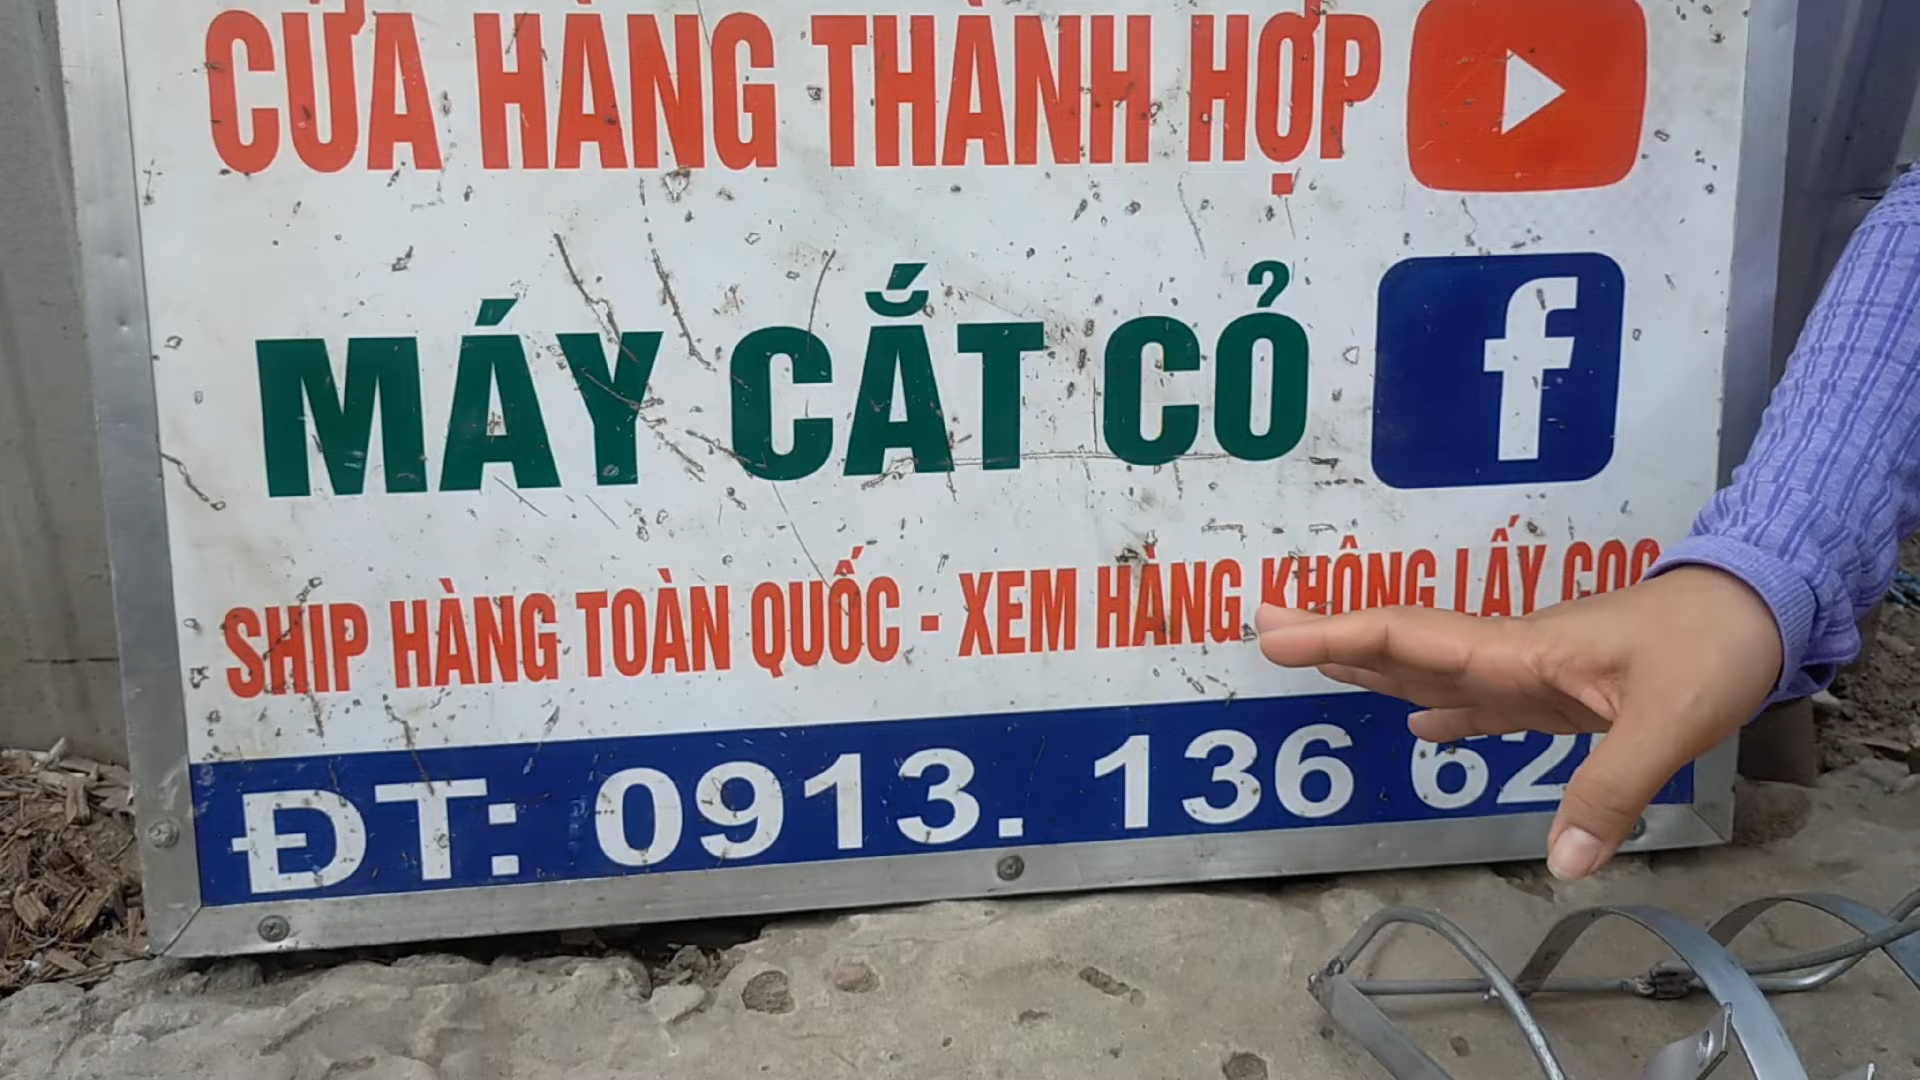 CỬA HÀNG THÀNH HỢP
MÁY CẮT CỎ
f
SHIP HÀNG TOÀN QUỐC - XEM HÀNG KHÔNG LẤY CỌC
ĐT: 0913. 136 62